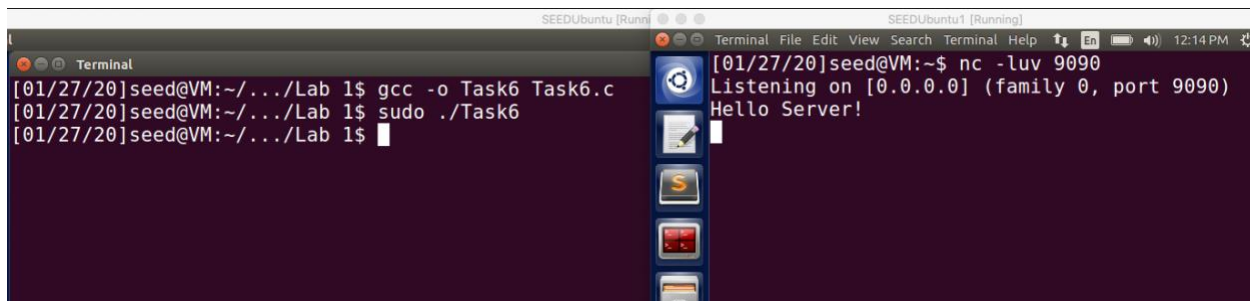 SEEDUbuntu [Runni
Terminal
[01/27/20]seed@VM:~/.../Lab 1$ gcc -o Task6 Task6.c
[01/27/20]seed@VM:~/.../Lab 1$ sudo ./Task6
[01/27/20]seed@VM:~/.../Lab 1$
SEEDUbuntu1 [Running]
Terminal File Edit View Search Terminal Help En 12:14 PM
[01/27/20]seed@VM:~$ nc -luv 9090
Listening on [0.0.0.0] (family 0, port 9090)
Hello Server!